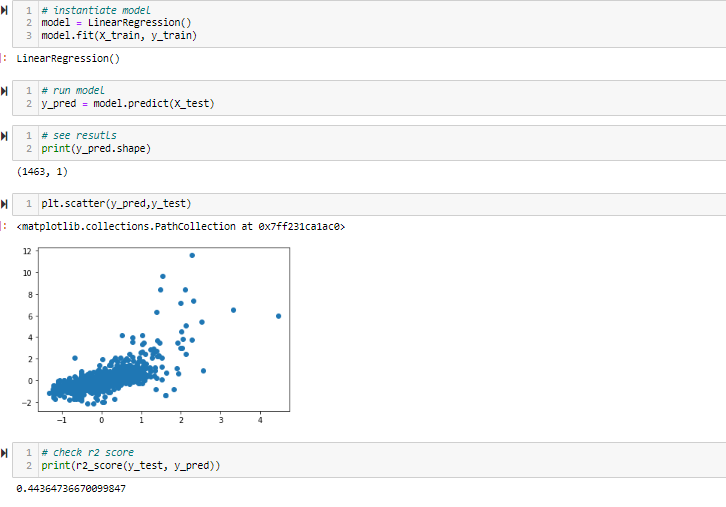 1 # instantiate model
2 model = LinearRegression()
3 model.fit(X_train, y_train)
LinearRegression()
1 # run model
2 y_pred = model.predict(X_test)
1 # see resutls
2 print(y_pred.shape)
(1463, 1)
1 plt.scatter(y_pred,y_test)
<matplotlib.collections.PathCollection at 0x7ff231ca1ac0>
12
10
8
6
4
2
0
−2
−1 0 1 2 3 4
1 # check r2 score
2 print(r2_score(y_test, y_pred))
0.44364736670099847